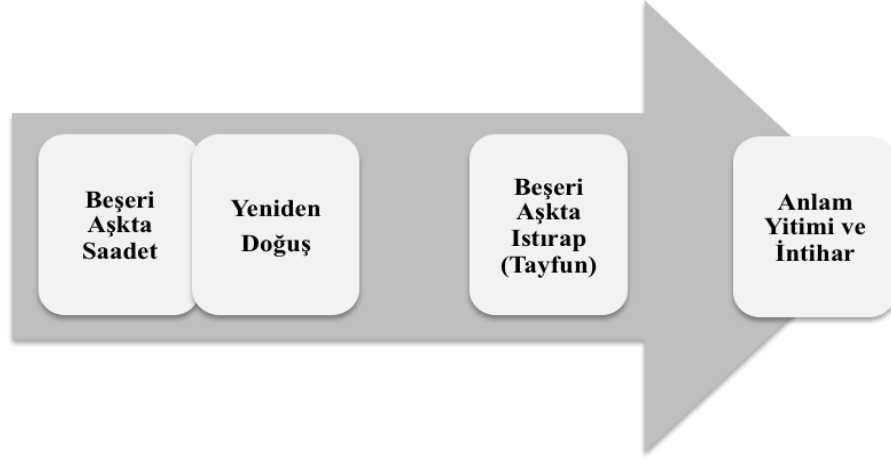 Beşeri
Aşkta
Saadet
Yeniden
Doğuş
Beşeri
Aşkta
Istırap
(Tayfun)
Anlam
Yitimi ve
İntihar